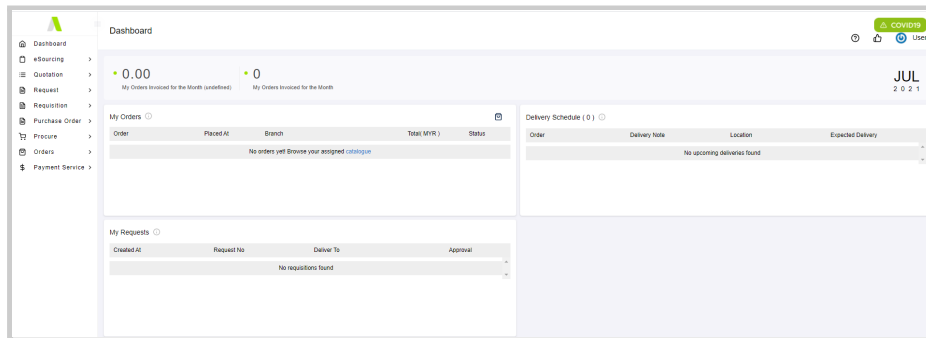 Dashboard
COVID19
User
Dashboard
eSourcing
Quotation
Request
Requisition
Purchase Order
Procure
Orders
Payment Service
0.00
My Orders Invoiced for the Month (undefined)
0
My Orders Invoiced for the Month
JUL
2021
My Orders
Order Placed At Branch Total( MYR ) Status
No orders yet! Browse your assigned catalogue
Delivery Schedule ( 0 )
Order Delivery Note Location Expected Delivery
No upcoming deliveries found
My Requests
Created At Request No Deliver To Approval
No requisitions found